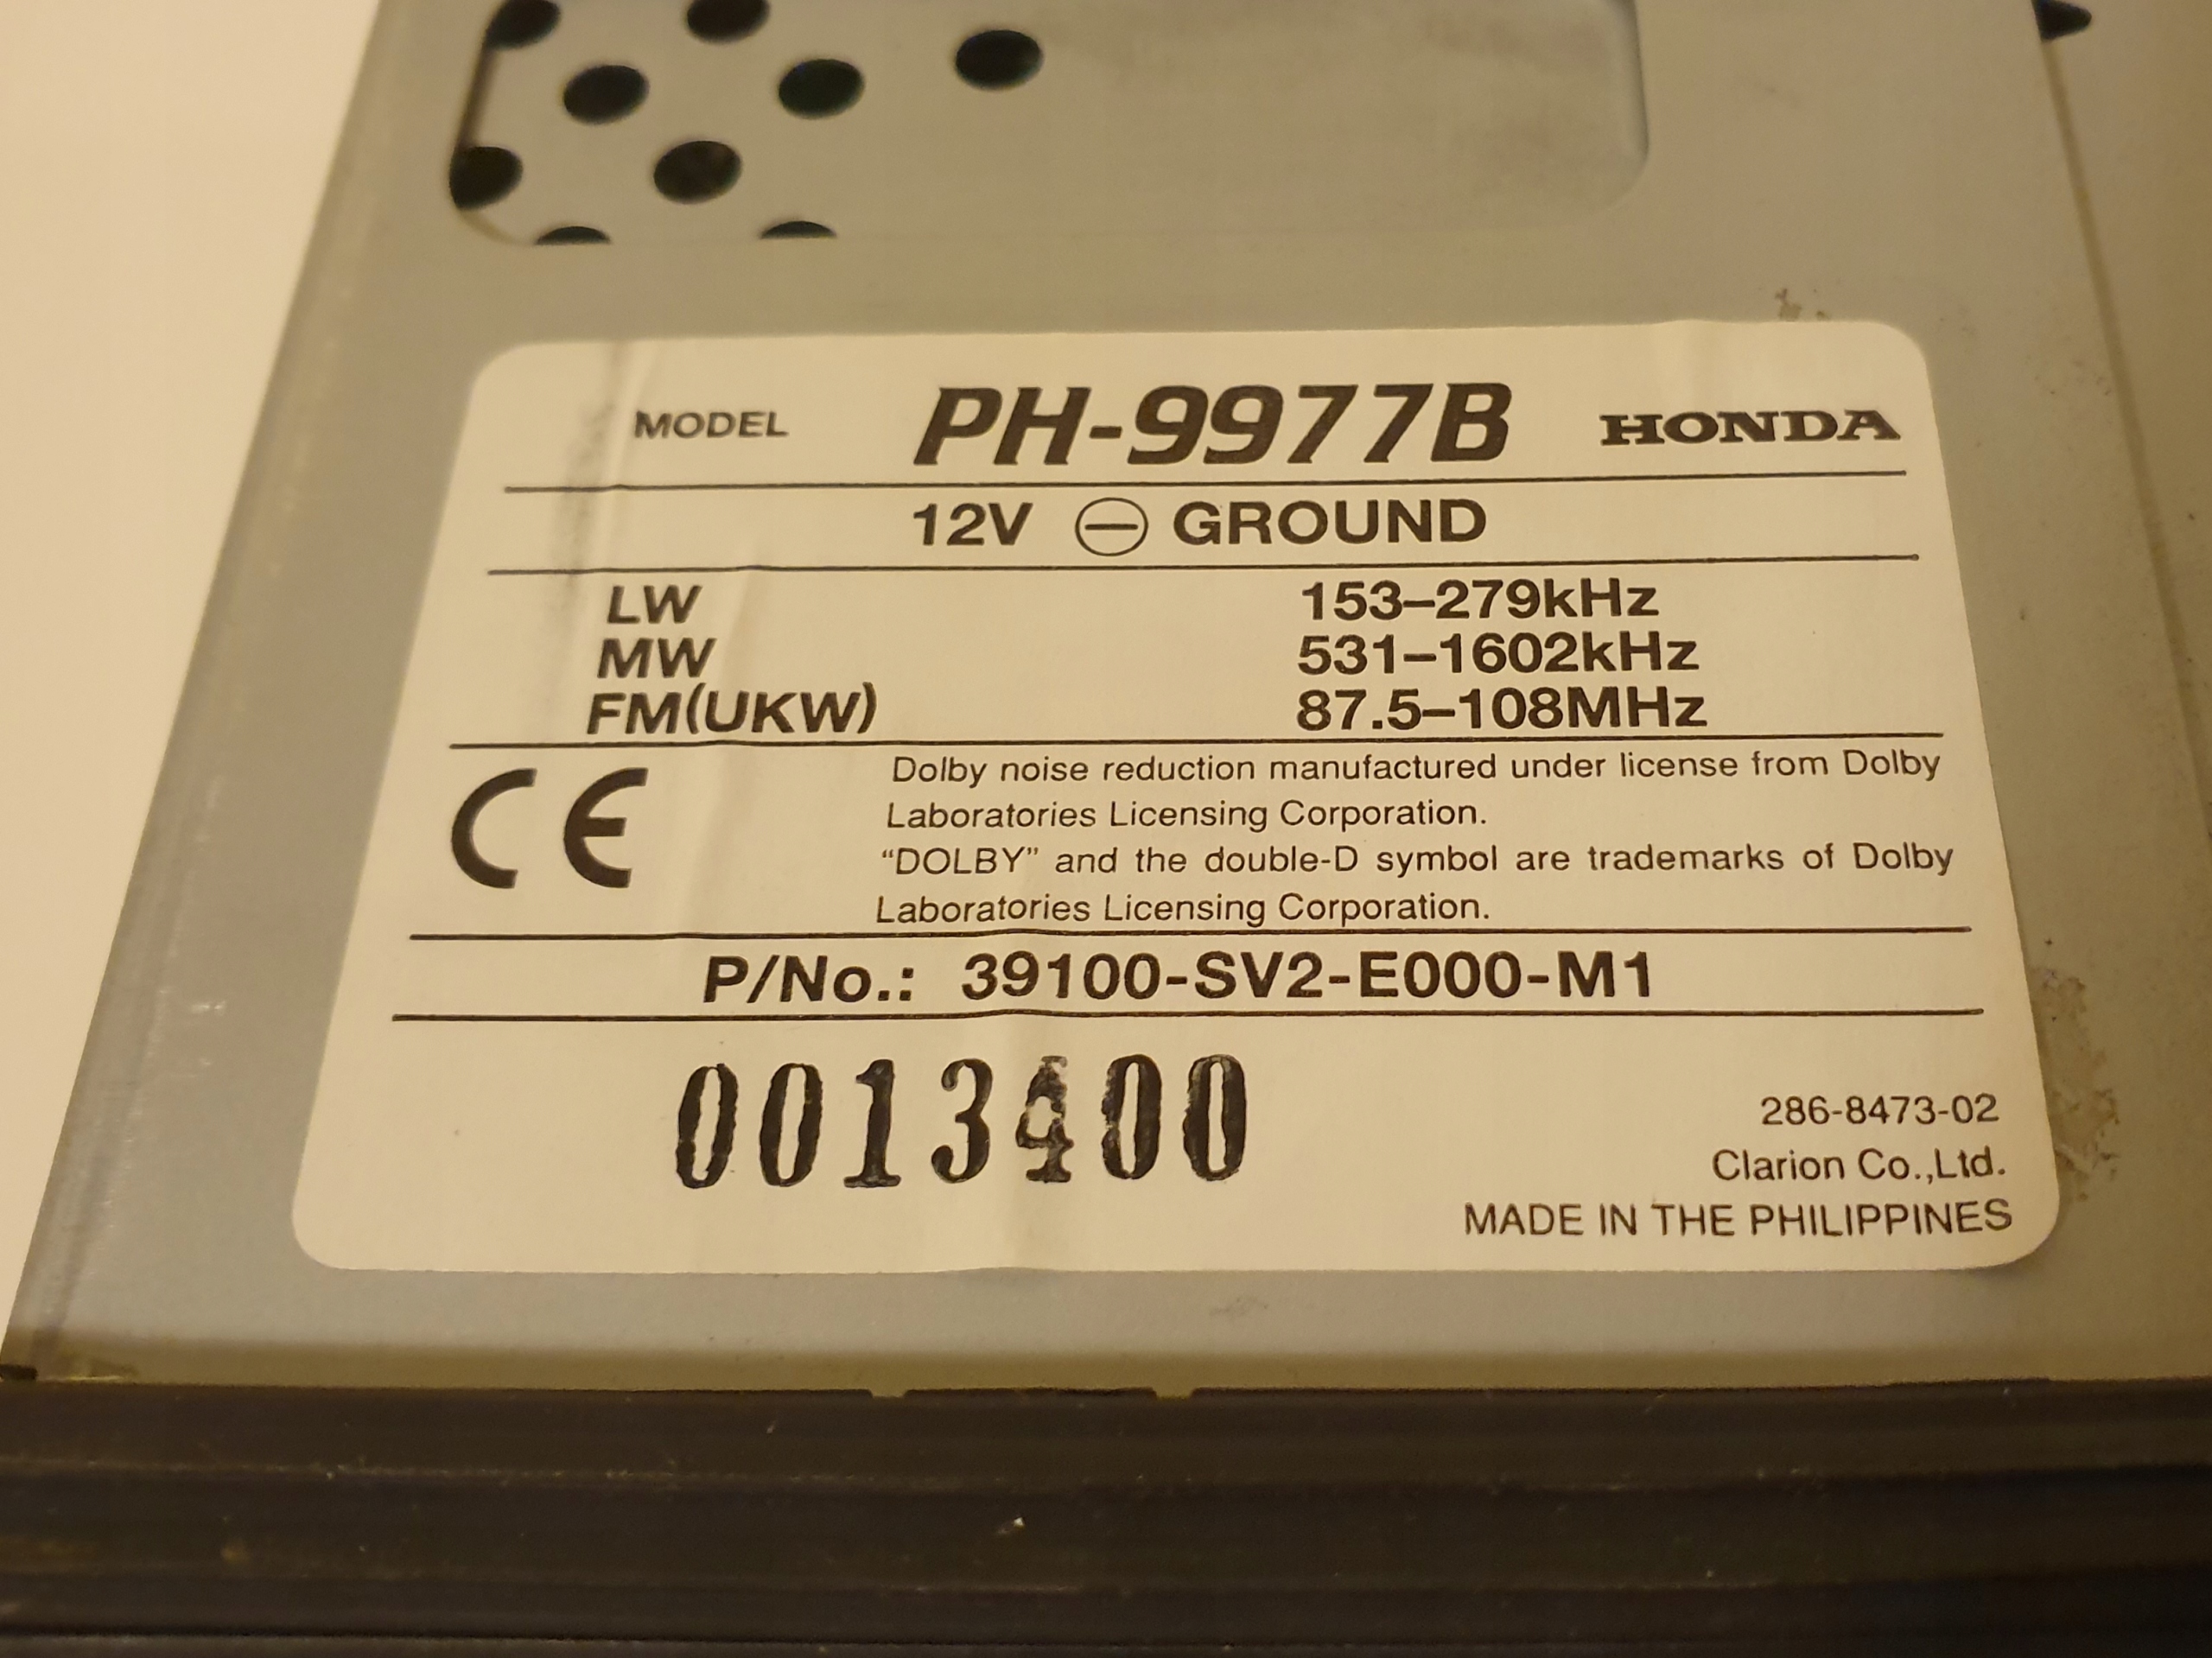 MODEL PH-9977B HONDA
12V ⊖ GROUND
LW 153–279kHz
MW 531–1602kHz
FM(UKW) 87.5–108MHz
CE Dolby noise reduction manufactured under license from Dolby
Laboratories Licensing Corporation.
“DOLBY” and the double-D symbol are trademarks of Dolby
Laboratories Licensing Corporation.
P/No.: 39100-SV2-E000-M1
0013400
286-8473-02
Clarion Co.,Ltd.
MADE IN THE PHILIPPINES